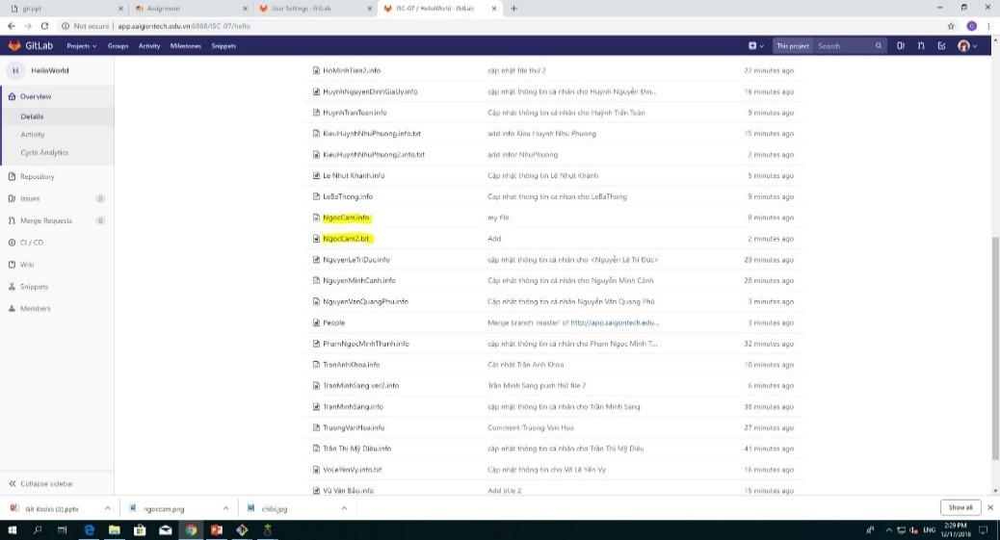 git.ppt
Assignment
User Settings · GitLab
ISC-07 / HelloWorld · GitLab
Not secure | app.saigontech.edu.vn:6868/ISC-07/hello
GitLab Projects Groups Activity Milestones Snippets This project Search
H HelloWorld
Overview
Details
Activity
Cycle Analytics
Repository
Issues 0
Merge Requests 0
CI / CD
Wiki
Snippets
Members
Collapse sidebar
HoMinhTien2.info cập nhật file thứ 2 22 minutes ago
HuynhNguyenDinhGiaUy.info cập nhật thông tin cá nhân cho Huỳnh Nguyễn Đìn... 16 minutes ago
HuynhTranToan.info Cập nhật thông tin cá nhân cho Huỳnh Trấn Toàn 9 minutes ago
KieuHuynhNhuPhuong.info.txt add info Kieu Huynh Nhu Phuong 15 minutes ago
KieuHuynhNhuPhuong2.info.txt add infor NhuPhuong 2 minutes ago
Le Nhut Khanh.info Cập nhật thông tin Lê Nhựt Khánh 5 minutes ago
LeBaThong.info Cap nhat thong tin ca nhan cho LeBaThong 9 minutes ago
NgocCam.info my file 8 minutes ago
NgocCam2.txt Add 2 minutes ago
NguyenLeTriDuc.info cập nhật thông tin cá nhân cho <Nguyễn Lê Trí Đức> 29 minutes ago
NguyenMinhCanh.info Cập nhật thông tin cá nhân cho Nguyễn Minh Cảnh 28 minutes ago
NguyenVanQuangPhu.info Cập nhật thông tin cá nhân Nguyễn Văn Quang Phú 3 minutes ago
People Merge branch 'master' of http://app.saigontech.edu... 3 minutes ago
PhamNgocMinhThanh.info cập nhật thông tin cá nhân cho Phạm Ngọc Minh T... 32 minutes ago
TranAnhKhoa.info Cât nhât Trần Anh Khoa 10 minutes ago
TranMinhSang ver2.info Trần Minh Sang push thứ file 2 6 minutes ago
TranMinhSang.info cập nhật thông tin cá nhân cho Trần Minh Sang 38 minutes ago
TruongVanHoa.info Comment-Truong Van Hoa 27 minutes ago
Trần Thị Mỹ Diệu.info cập nhật thông tin cá nhân cho Trần Thị Mỹ Diệu 41 minutes ago
VoLeYenVy.info.txt Cập nhật thông tin cho Võ Lê Yến Vy 16 minutes ago
Vũ Văn Bảo.info Add title 2 15 minutes ago
Git Basics (2).pptx
ngoccam.png
chibi.jpg
Show all
ENG
2:29 PM
12/17/2018